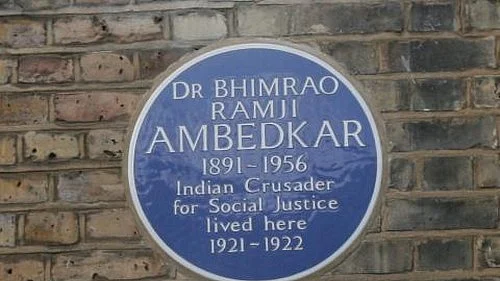 DR BHIMRAO
RAMJI
AMBEDKAR
1891-1956
Indian Crusader
for Social Justice
lived here
1921-1922